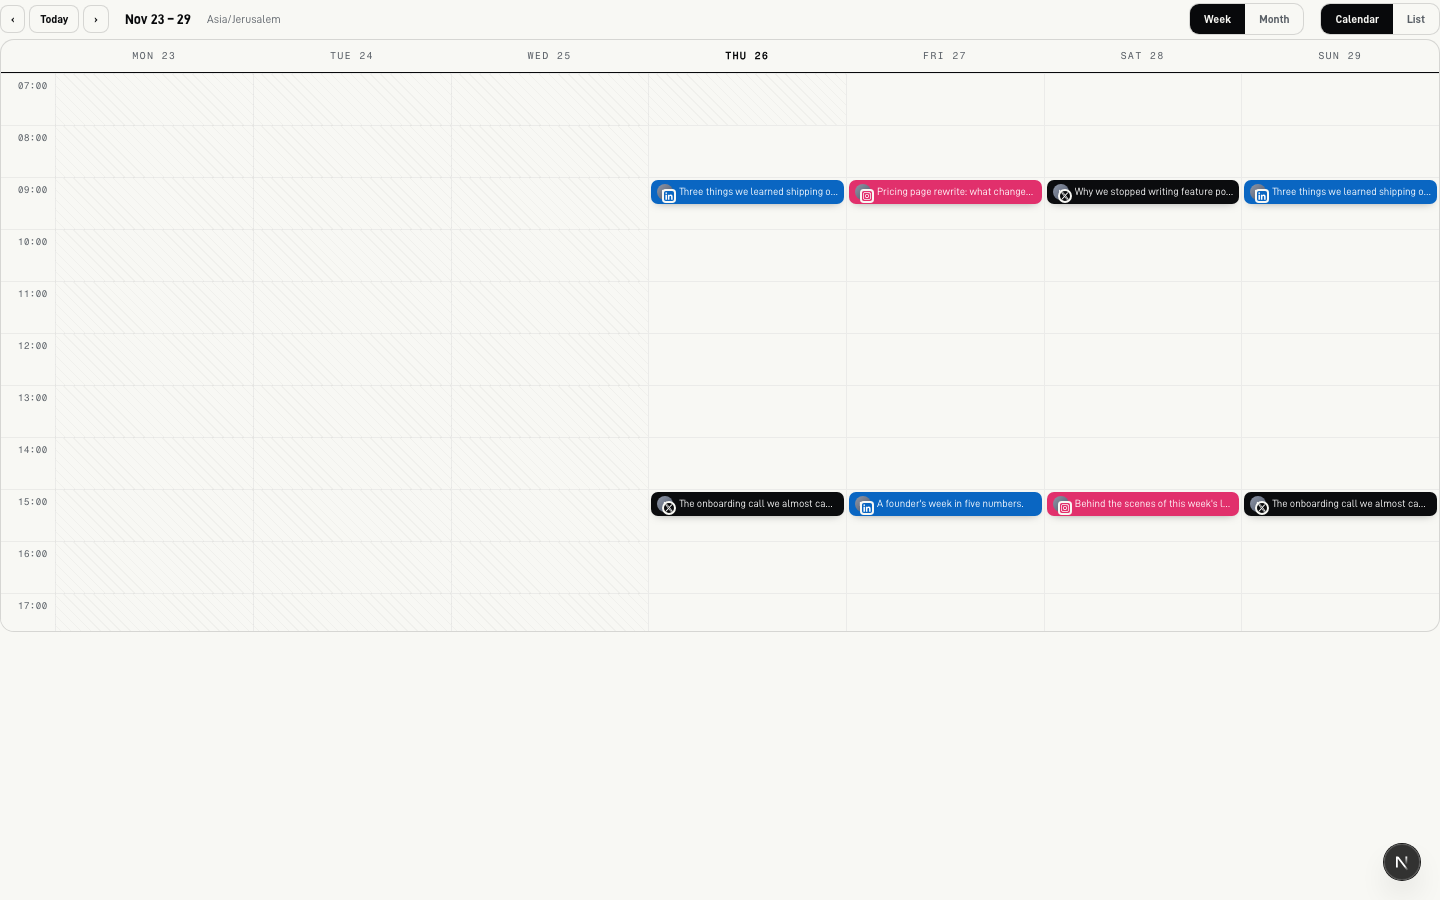 ‹ Today › Nov 23 – 29 Asia/Jerusalem Week Month Calendar List
MON 23 TUE 24 WED 25 THU 26 FRI 27 SAT 28 SUN 29
07:00
08:00
09:00 Three things we learned shipping o... Pricing page rewrite: what change... Why we stopped writing feature po... Three things we learned shipping o...
10:00
11:00
12:00
13:00
14:00
15:00 The onboarding call we almost ca... A founder's week in five numbers. Behind the scenes of this week's l... The onboarding call we almost ca...
16:00
17:00
N